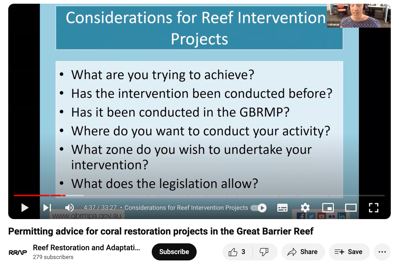 Considerations for Reef Intervention
Projects
• What are you trying to achieve?
• Has the intervention been conducted before?
• Has it been conducted in the GBRMP?
• Where do you want to conduct your activity?
• What zone do you wish to undertake your
intervention?
• What does the legislation allow?
www.gbrmpa.gov.au
4:37 / 33:27 • Considerations for Reef Intervention Projects
Permitting advice for coral restoration projects in the Great Barrier Reef
RRAP
Reef Restoration and Adaptati...
279 subscribers
Subscribe
3
Share
Save